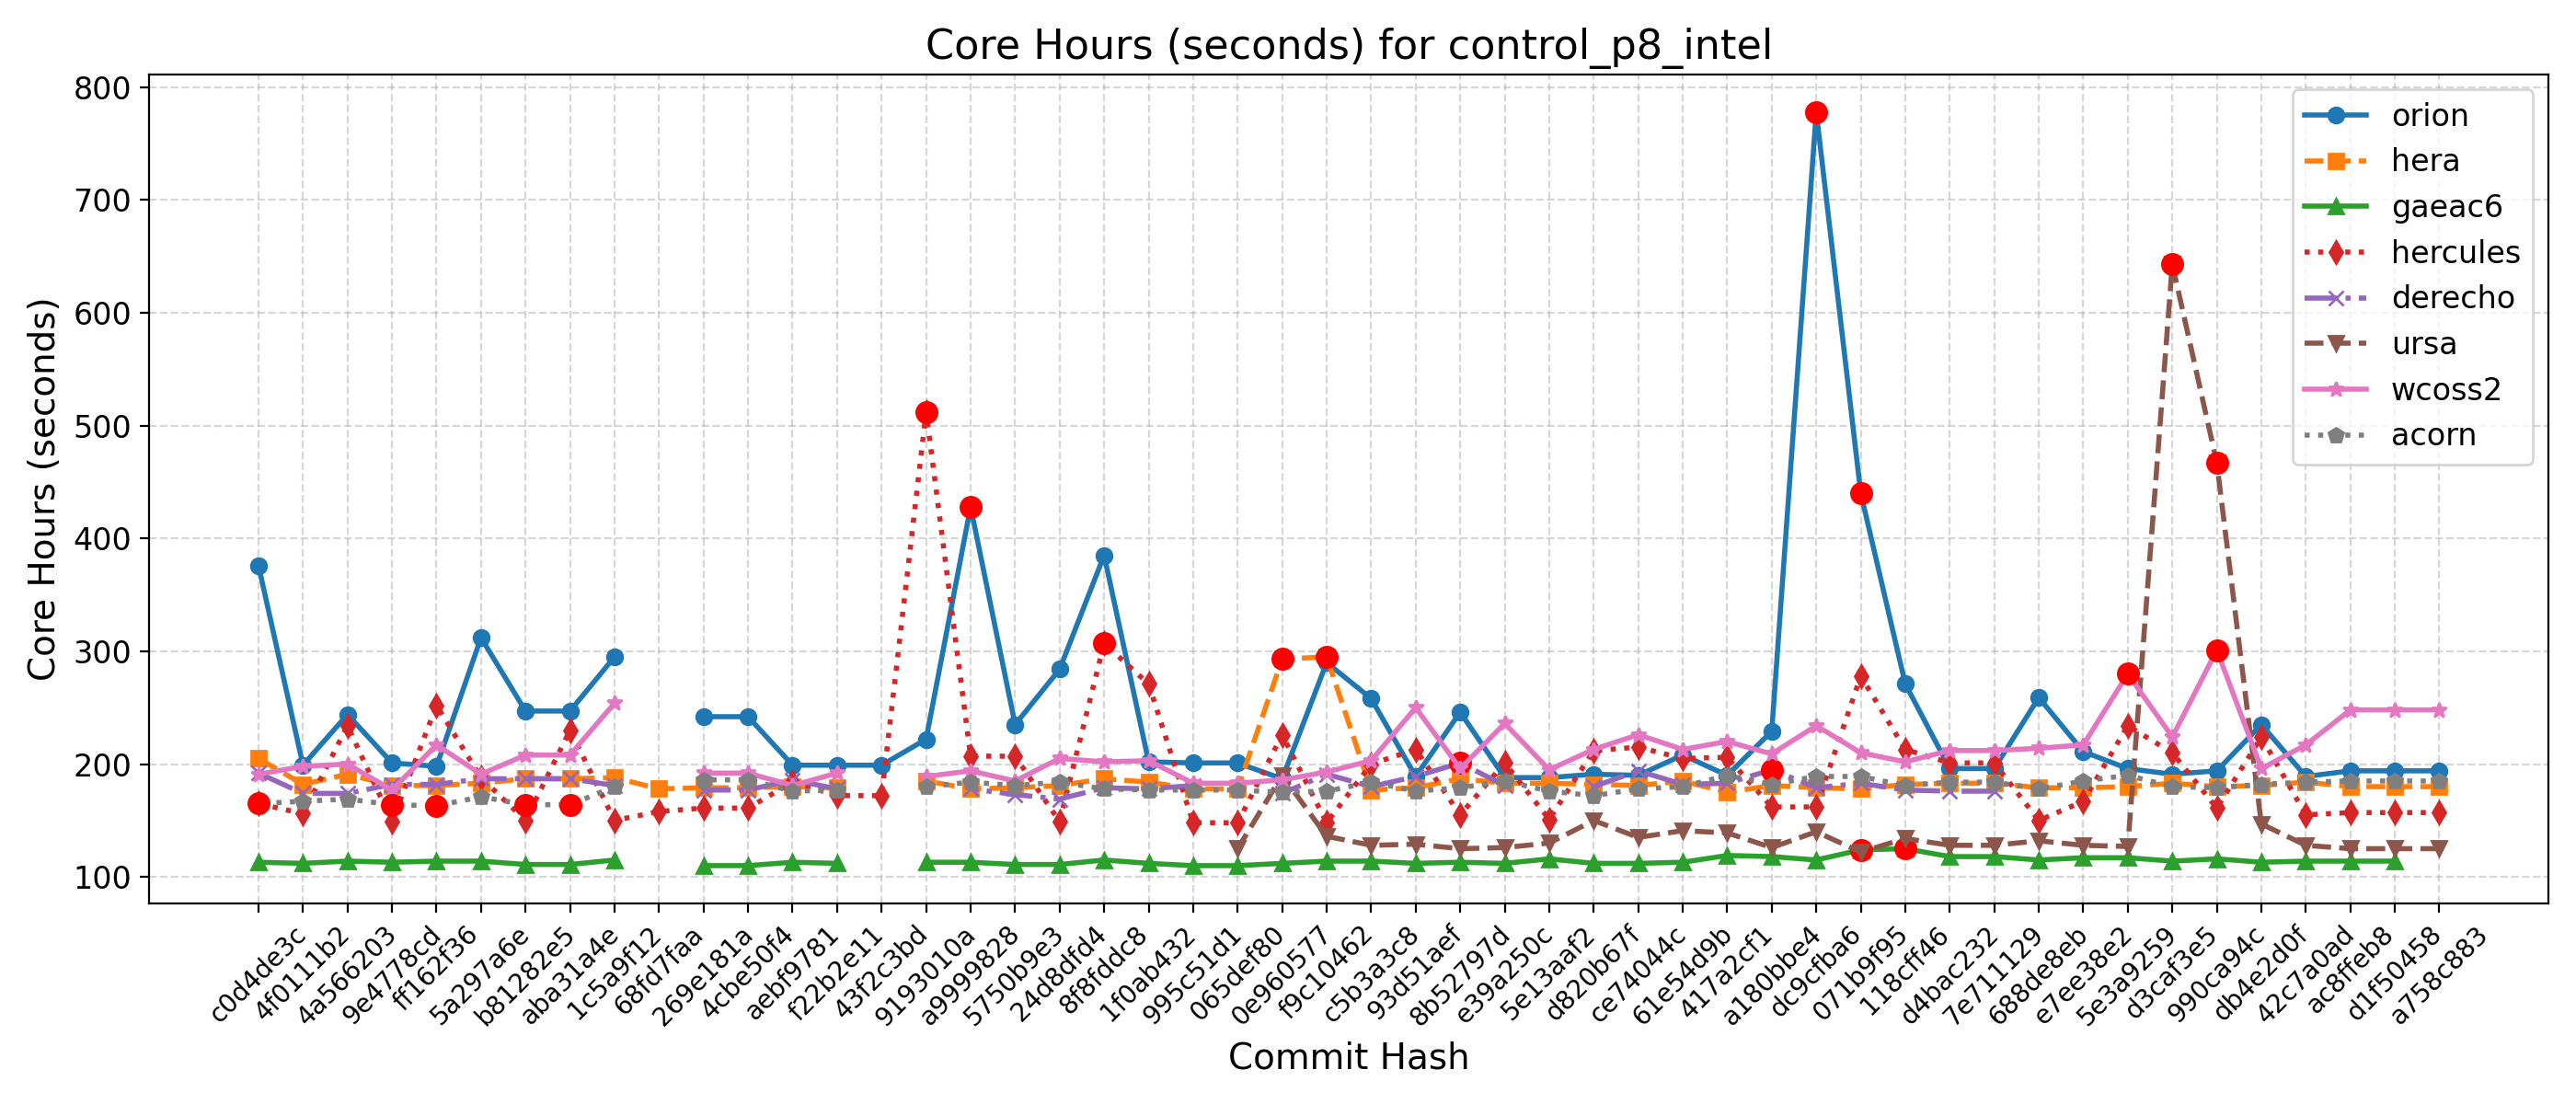 Core Hours (seconds) for control_p8_intel
Core Hours (seconds)
800
700
600
500
400
300
200
100
orion
hera
gaeac6
hercules
derecho
ursa
wcoss2
acorn
c0d4de3c
4f0111b2
4a566203
9e4778cd
ff162f36
5a297a6e
b81282e5
aba31a4e
1c5a9f12
68fd7faa
269e181a
4cbe50f4
aebf9781
f22b2e11
43f2c3bd
9193010a
a9999828
5750b9e3
24d8dfd4
8f8fddc8
1f0ab432
995c51d1
065def80
0e960577
f9c10462
c5b3a3c8
93d51aef
8b52797d
e39a250c
5e13aaf2
d820b67f
ce74044c
61e54d9b
417a2cf1
a180bbe4
dc9cfba6
071b9f95
118cff46
d4bac232
7e711129
688de8eb
e7ee38e2
5e3a9259
d3caf3e5
990ca94c
db4e2d0f
42c7a0ad
ac8ffeb8
d1f50458
a758c883
Commit Hash